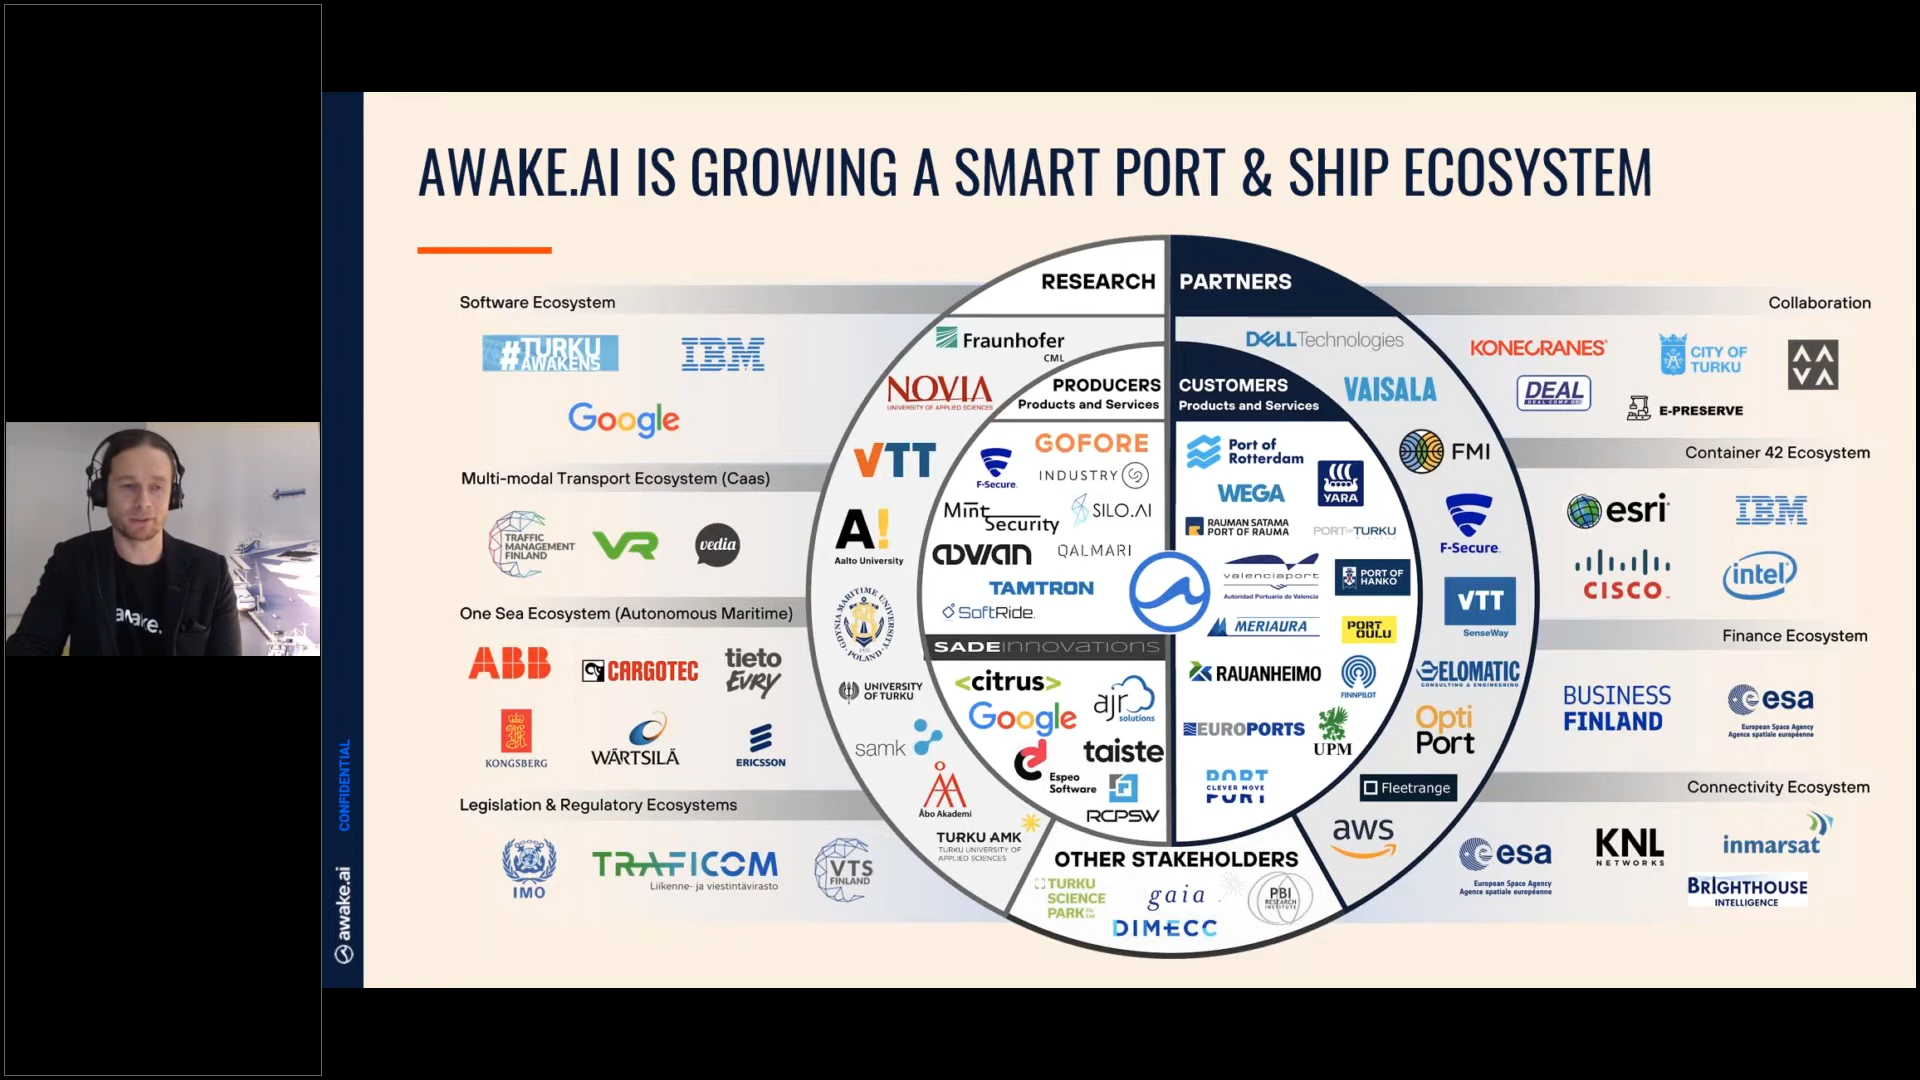 AWAKE.AI IS GROWING A SMART PORT & SHIP ECOSYSTEM
Software Ecosystem
#TURKU
AWAKENS
IBM
Google
Multi-modal Transport Ecosystem (Caas)
TRAFFIC
MANAGEMENT
FINLAND
VR
vedia
One Sea Ecosystem (Autonomous Maritime)
ABB
CARGOTEC
tieto
EVRY
KONGSBERG
WÄRTSILÄ
ERICSSON
Legislation & Regulatory Ecosystems
IMO
TRAFICOM
Liikenne- ja viestintävirasto
VTS
FINLAND
RESEARCH
Fraunhofer
CML
NOVIA
UNIVERSITY OF APPLIED SCIENCES
VTT
A!
Aalto University
GDYNIA MARITIME UNIVERSITY
POLAND
UNIVERSITY
OF TURKU
samk
Åbo Akademi
TURKU AMK
TURKU UNIVERSITY OF
APPLIED SCIENCES
PRODUCERS
Products and Services
GOFORE
F-Secure.
INDUSTRY
Mint
Security
SILO.AI
ADVIAN
QALMARI
TAMTRON
SoftRide.
SADEINNOVATIONS
<citrus>
Google
ajr
solutions
taiste
Espeo
Software
RCPSW
PARTNERS
DELLTechnologies
VAISALA
FMI
F-Secure.
VTT
SenseWay
ELOMATIC
CONSULTING & ENGINEERING
Opti
Port
Fleetrange
aws
CUSTOMERS
Products and Services
Port of
Rotterdam
YARA
WEGA
RAUMAN SATAMA
PORT OF RAUMA
PORT OF TURKU
valenciaport
Autoridad Portuaria de Valencia
PORT OF
HANKO
MERIAURA
PORT
OULU
RAUANHEIMO
FINNPILOT
EUROPORTS
UPM
PORT
CLEVER MOVE
PORT
OTHER STAKEHOLDERS
TURKU
SCIENCE
PARK
gaia
PBI
RESEARCH
INSTITUTE
DIMECC
Collaboration
KONECRANES
CITY OF
TURKU
DEAL
E-PRESERVE
Container 42 Ecosystem
esri
IBM
CISCO
intel
Finance Ecosystem
BUSINESS
FINLAND
esa
European Space Agency
Agence spatiale européenne
Connectivity Ecosystem
esa
European Space Agency
Agence spatiale européenne
KNL
NETWORKS
inmarsat
BRIGHTHOUSE
INTELLIGENCE
CONFIDENTIAL
awake.ai
awake.